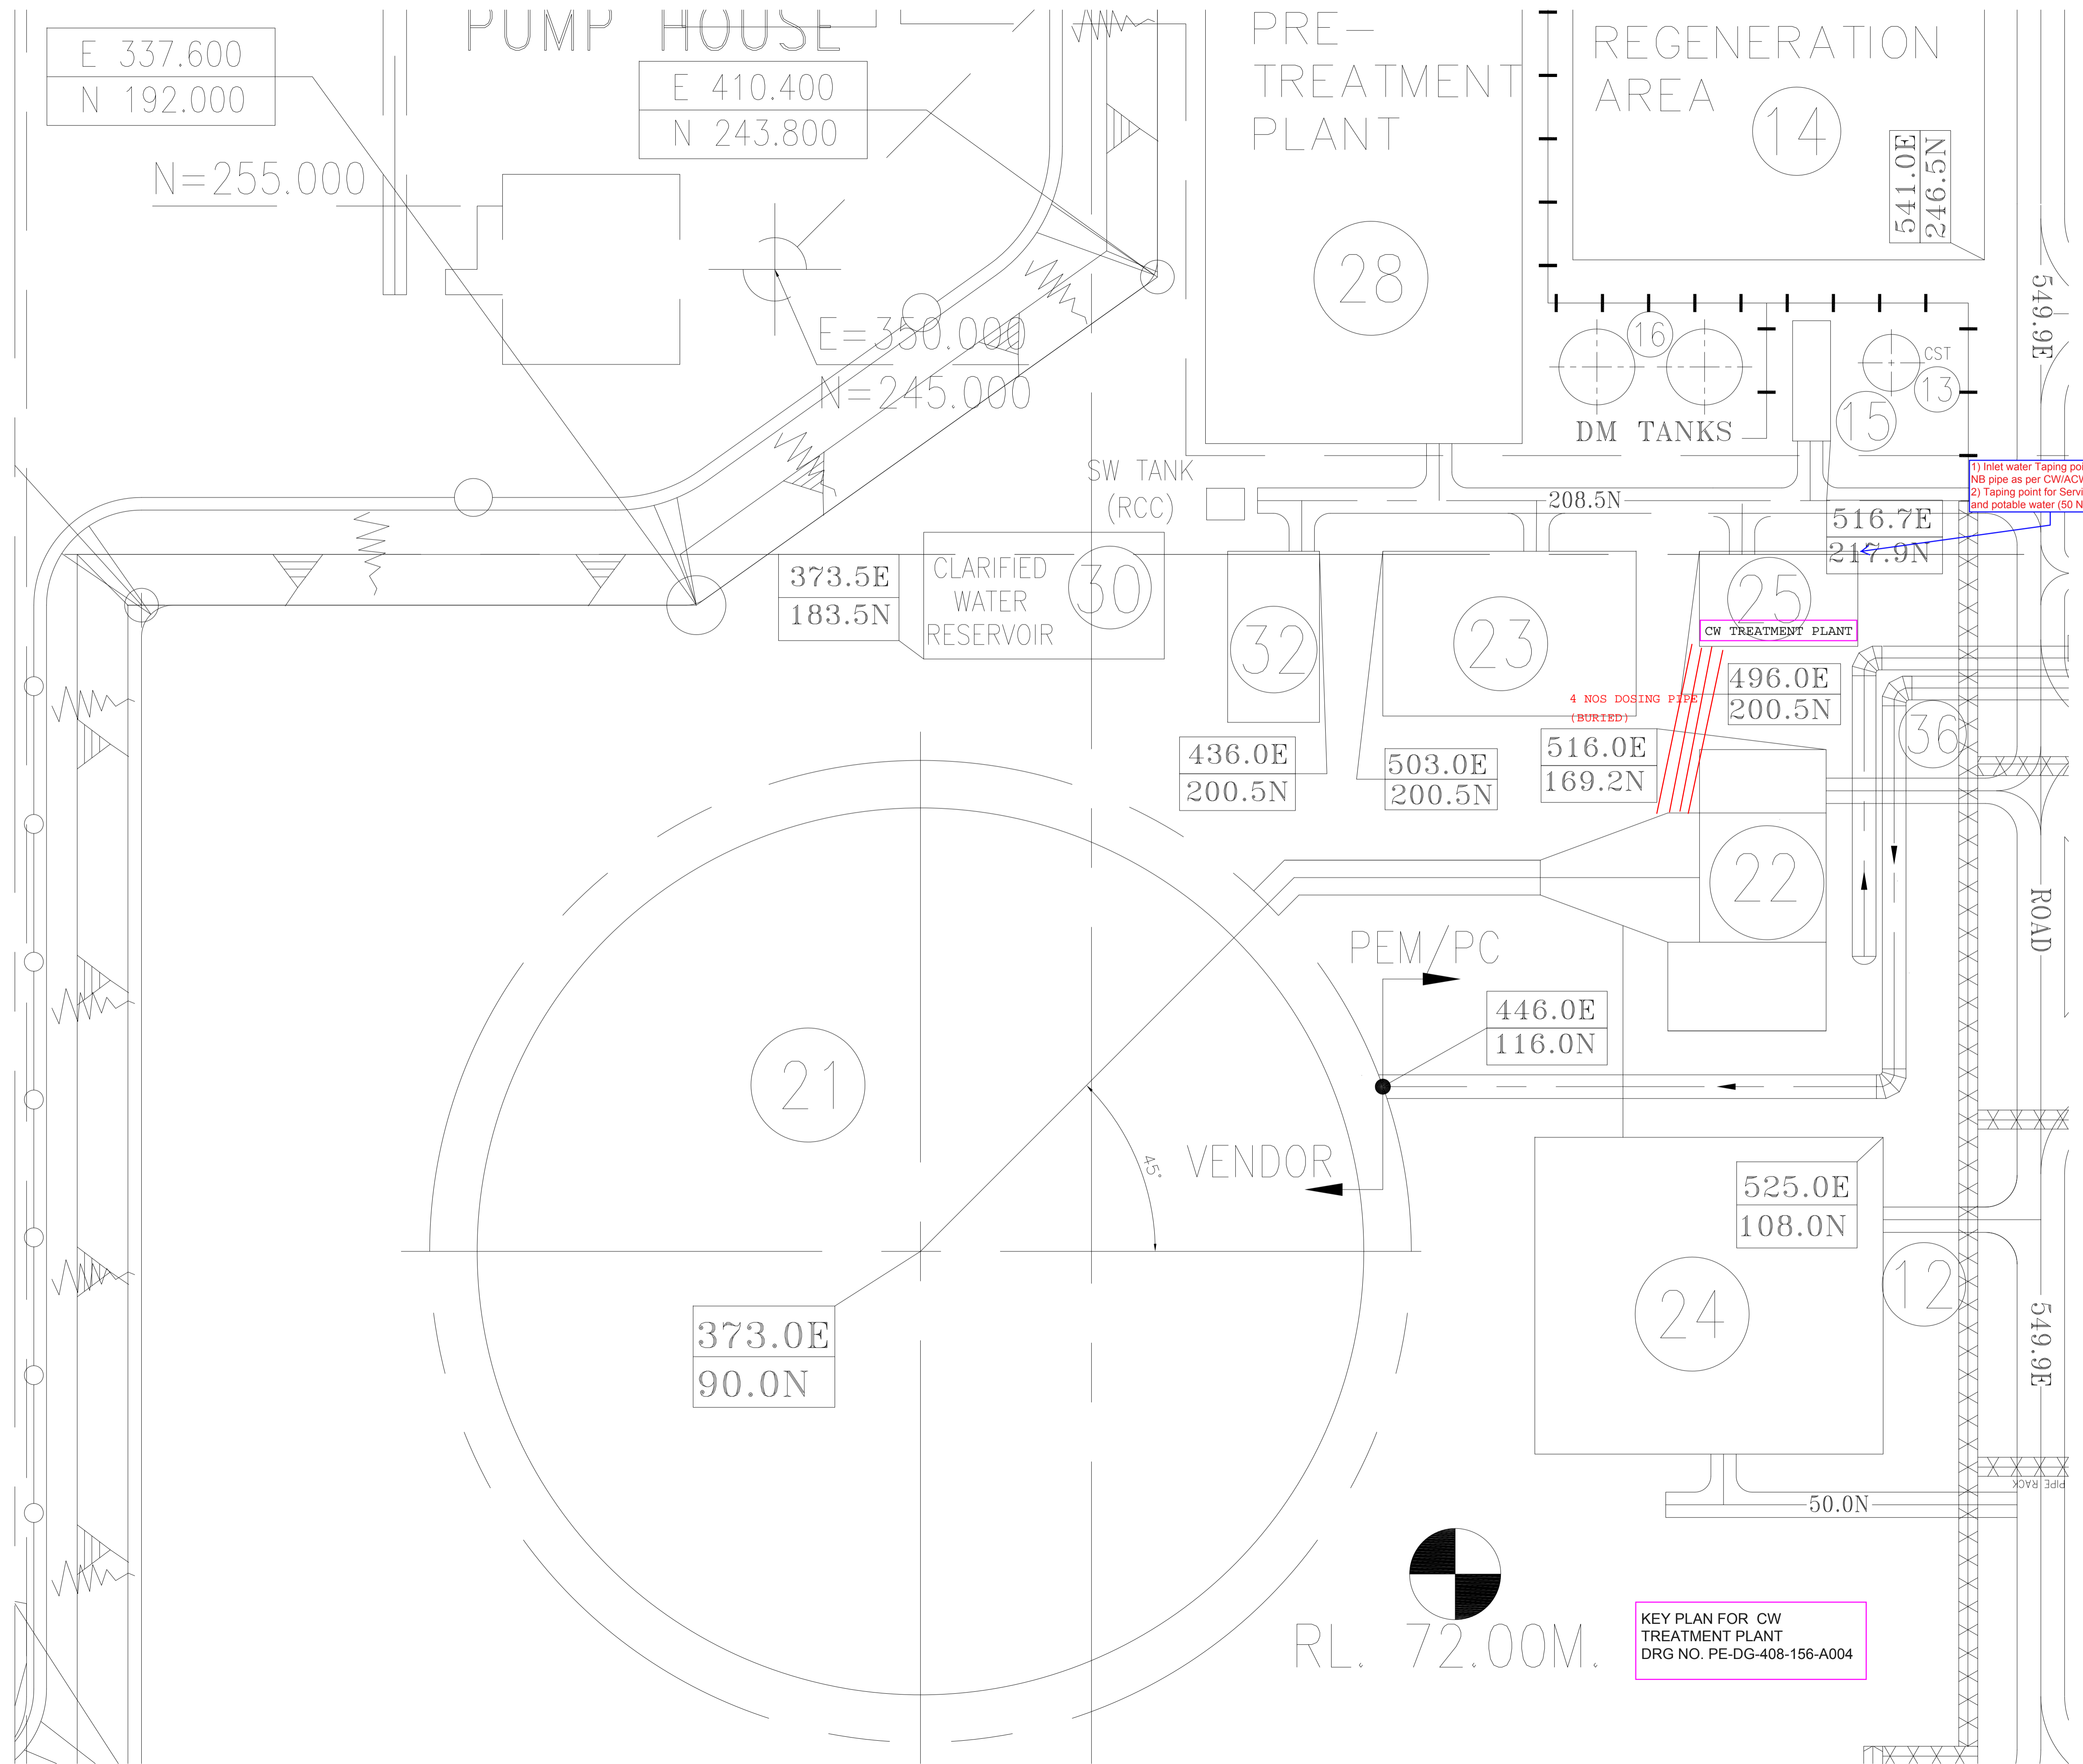 PUMP HOUSE
E 337.600
N 192.000
E 410.400
N 243.800
N=255.000
E=350.000
N=245.000
PRE-
TREATMENT
PLANT
28
REGENERATION
AREA
14
541.0E
246.5N
549.9E
16
CST
13
15
DM TANKS
SW TANK
(RCC)
208.5N
1) Inlet water Taping
NB pipe as per
2) Taping point for
and potable water (50
516.7E
217.9N
373.5E
183.5N
CLARIFIED
WATER
RESERVOIR
30
32
23
25
CW TREATMENT PLANT
496.0E
200.5N
4 NOS DOSING PIPE
(BURIED)
36
436.0E
200.5N
503.0E
200.5N
516.0E
169.2N
22
ROAD
PEM/PC
446.0E
116.0N
21
45°
VENDOR
525.0E
108.0N
24
12
549.9E
373.0E
90.0N
PIPE RACK
50.0N
RL. 72.00M.
KEY PLAN FOR CW
TREATMENT PLANT
DRG NO. PE-DG-408-156-A004